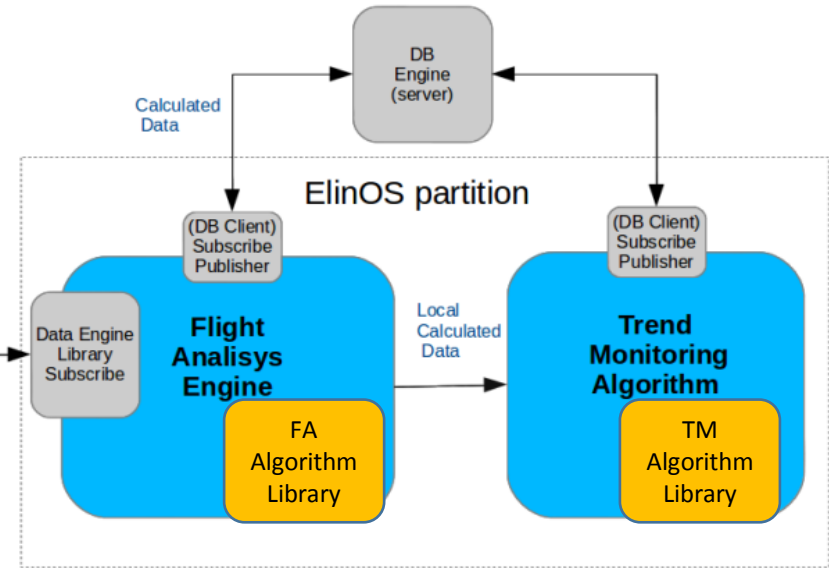 DB
Engine
(server)
Calculated
Data
ElinOS partition
(DB Client)
Subscribe
Publisher
(DB Client)
Subscribe
Publisher
Data Engine
Library
Subscribe
Flight
Analisys
Engine
Local
Calculated
Data
Trend
Monitoring
Algorithm
FA
Algorithm
Library
TM
Algorithm
Library